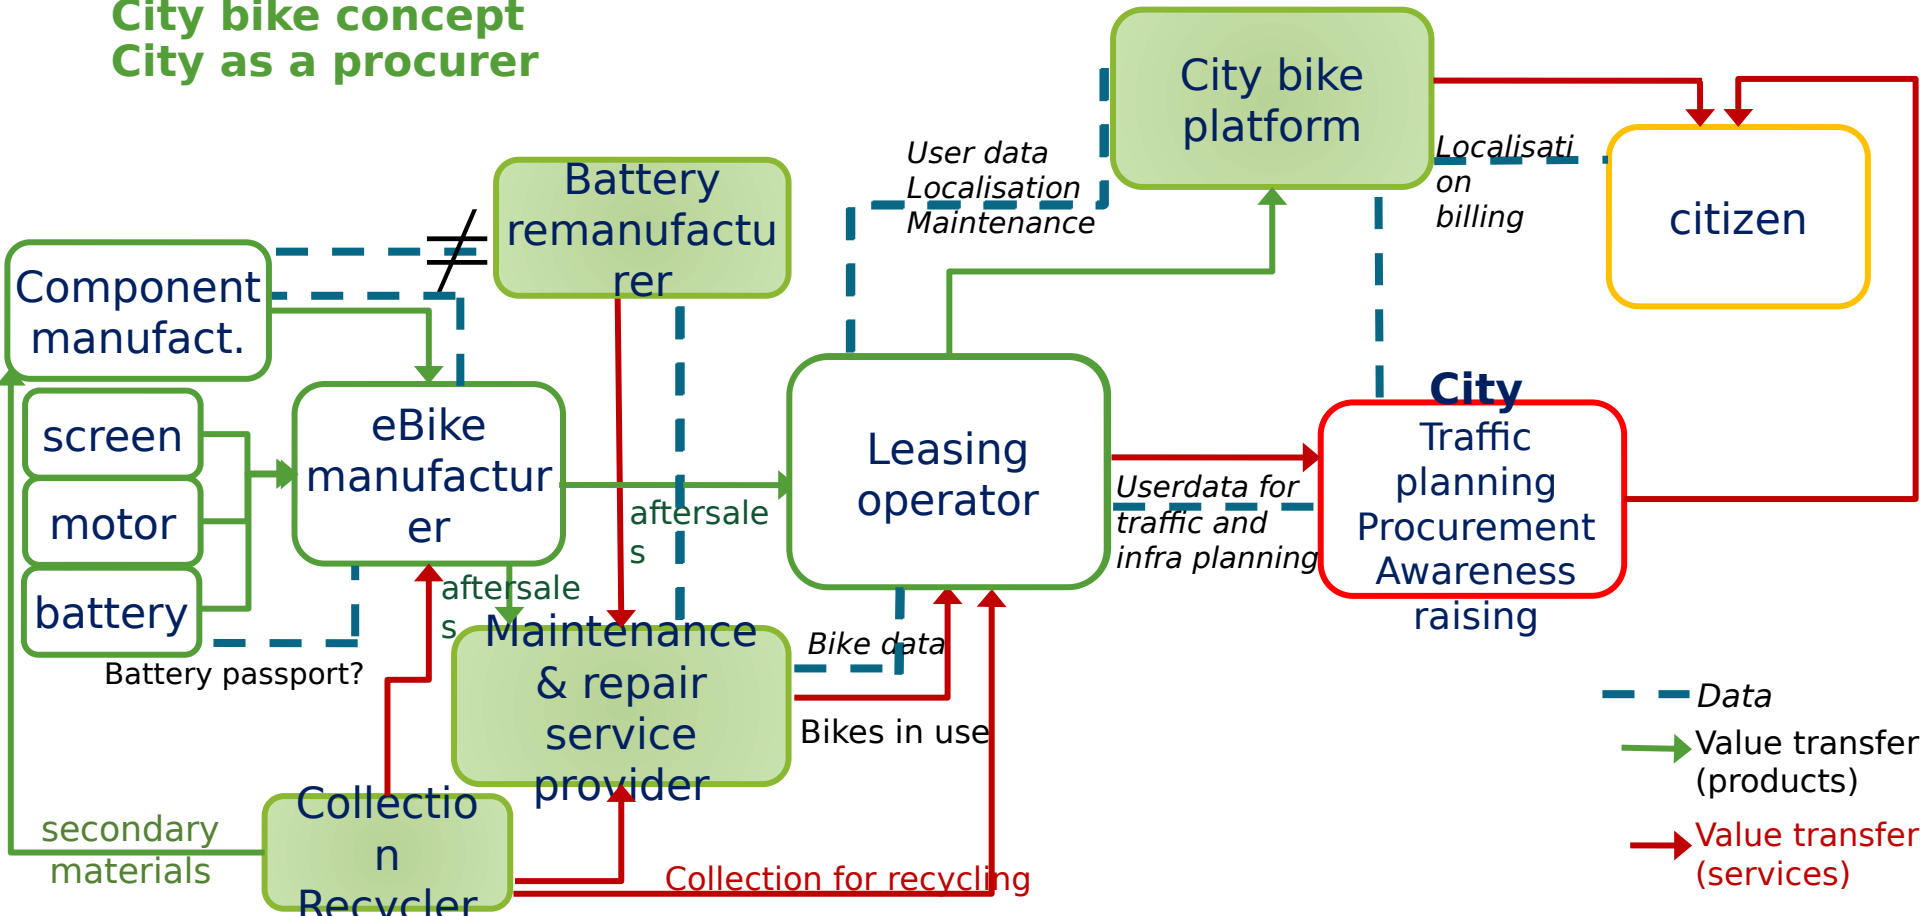 City bike concept
City as a procurer
City bike
platform
User data
Localisation
Maintenance
Localisati
on
billing
citizen
Battery
remanufactu
rer
Component
manufact.
screen
motor
battery
Battery passport?
eBike
manufactur
er
aftersale
s
aftersale
s
Leasing
operator
Userdata for
traffic and
infra planning
City
Traffic
planning
Procurement
Awareness
raising
Maintenance
& repair
service
provider
Bike data
Bikes in use
Collectio
n
Recycler
secondary
materials
Collection for recycling
Data
Value transfer
(products)
Value transfer
(services)